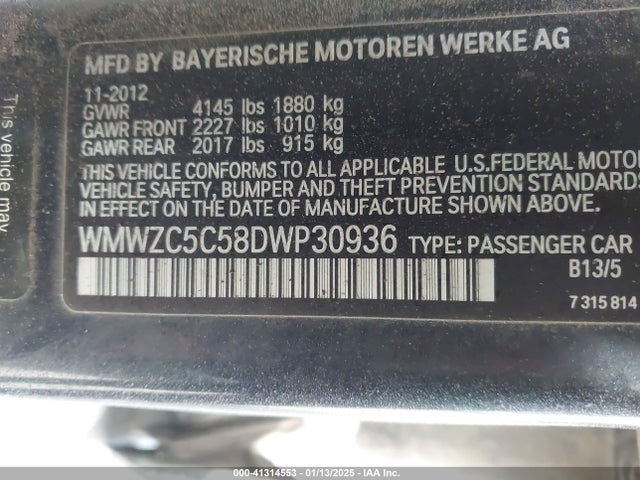 MFD BY BAYERISCHE MOTOREN WERKE AG
11-2012
GVWR 4145 lbs 1880 kg
GAWR FRONT 2227 lbs 1010 kg
GAWR REAR 2017 lbs 915 kg
THIS VEHICLE CONFORMS TO ALL APPLICABLE U.S.FEDERAL MOTOR
VEHICLE SAFETY, BUMPER AND THEFT PREVENTION STANDARDS
IN EFFECT ON THE DATE OF MANUFACTURE SHOWN ABOVE.
WMWZC5C58DWP30936 TYPE: PASSENGER CAR
B13/5
7 315 814
This vehicle may
000-41314553 - 01/13/2025 - IAA Inc.